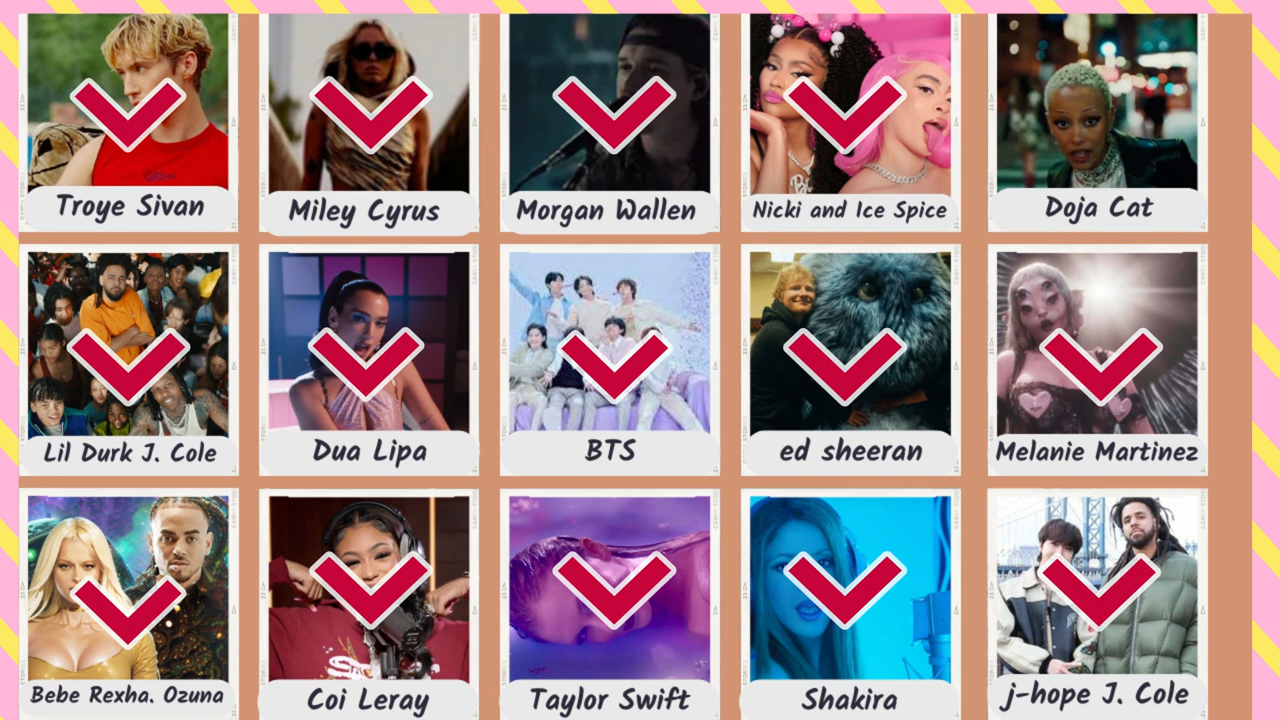 Troye Sivan
Miley Cyrus
Morgan Wallen
Nicki and Ice Spice
Doja Cat
Lil Durk J. Cole
Dua Lipa
BTS
ed sheeran
Melanie Martinez
Bebe Rexha. Ozuna
Coi Leray
Taylor Swift
Shakira
j-hope J. Cole